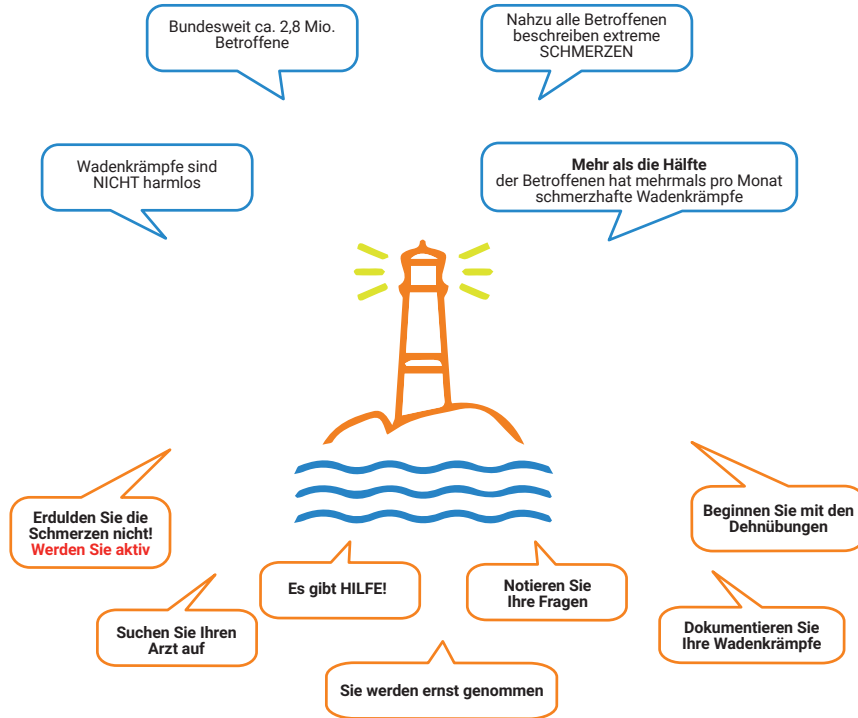 Bundesweit ca. 2,8 Mio.
Betroffene
Nahzu alle Betroffenen
beschreiben extreme
SCHMERZEN
Wadenkrämpfe sind
NICHT harmlos
Mehr als die Hälfte
der Betroffenen hat mehrmals pro Monat
schmerzhafte Wadenkrämpfe
Erdulden Sie die
Schmerzen nicht!
Werden Sie aktiv
Beginnen Sie mit den
Dehnübungen
Es gibt HILFE!
Notieren Sie
Ihre Fragen
Suchen Sie Ihren
Arzt auf
Dokumentieren Sie
Ihre Wadenkrämpfe
Sie werden ernst genommen